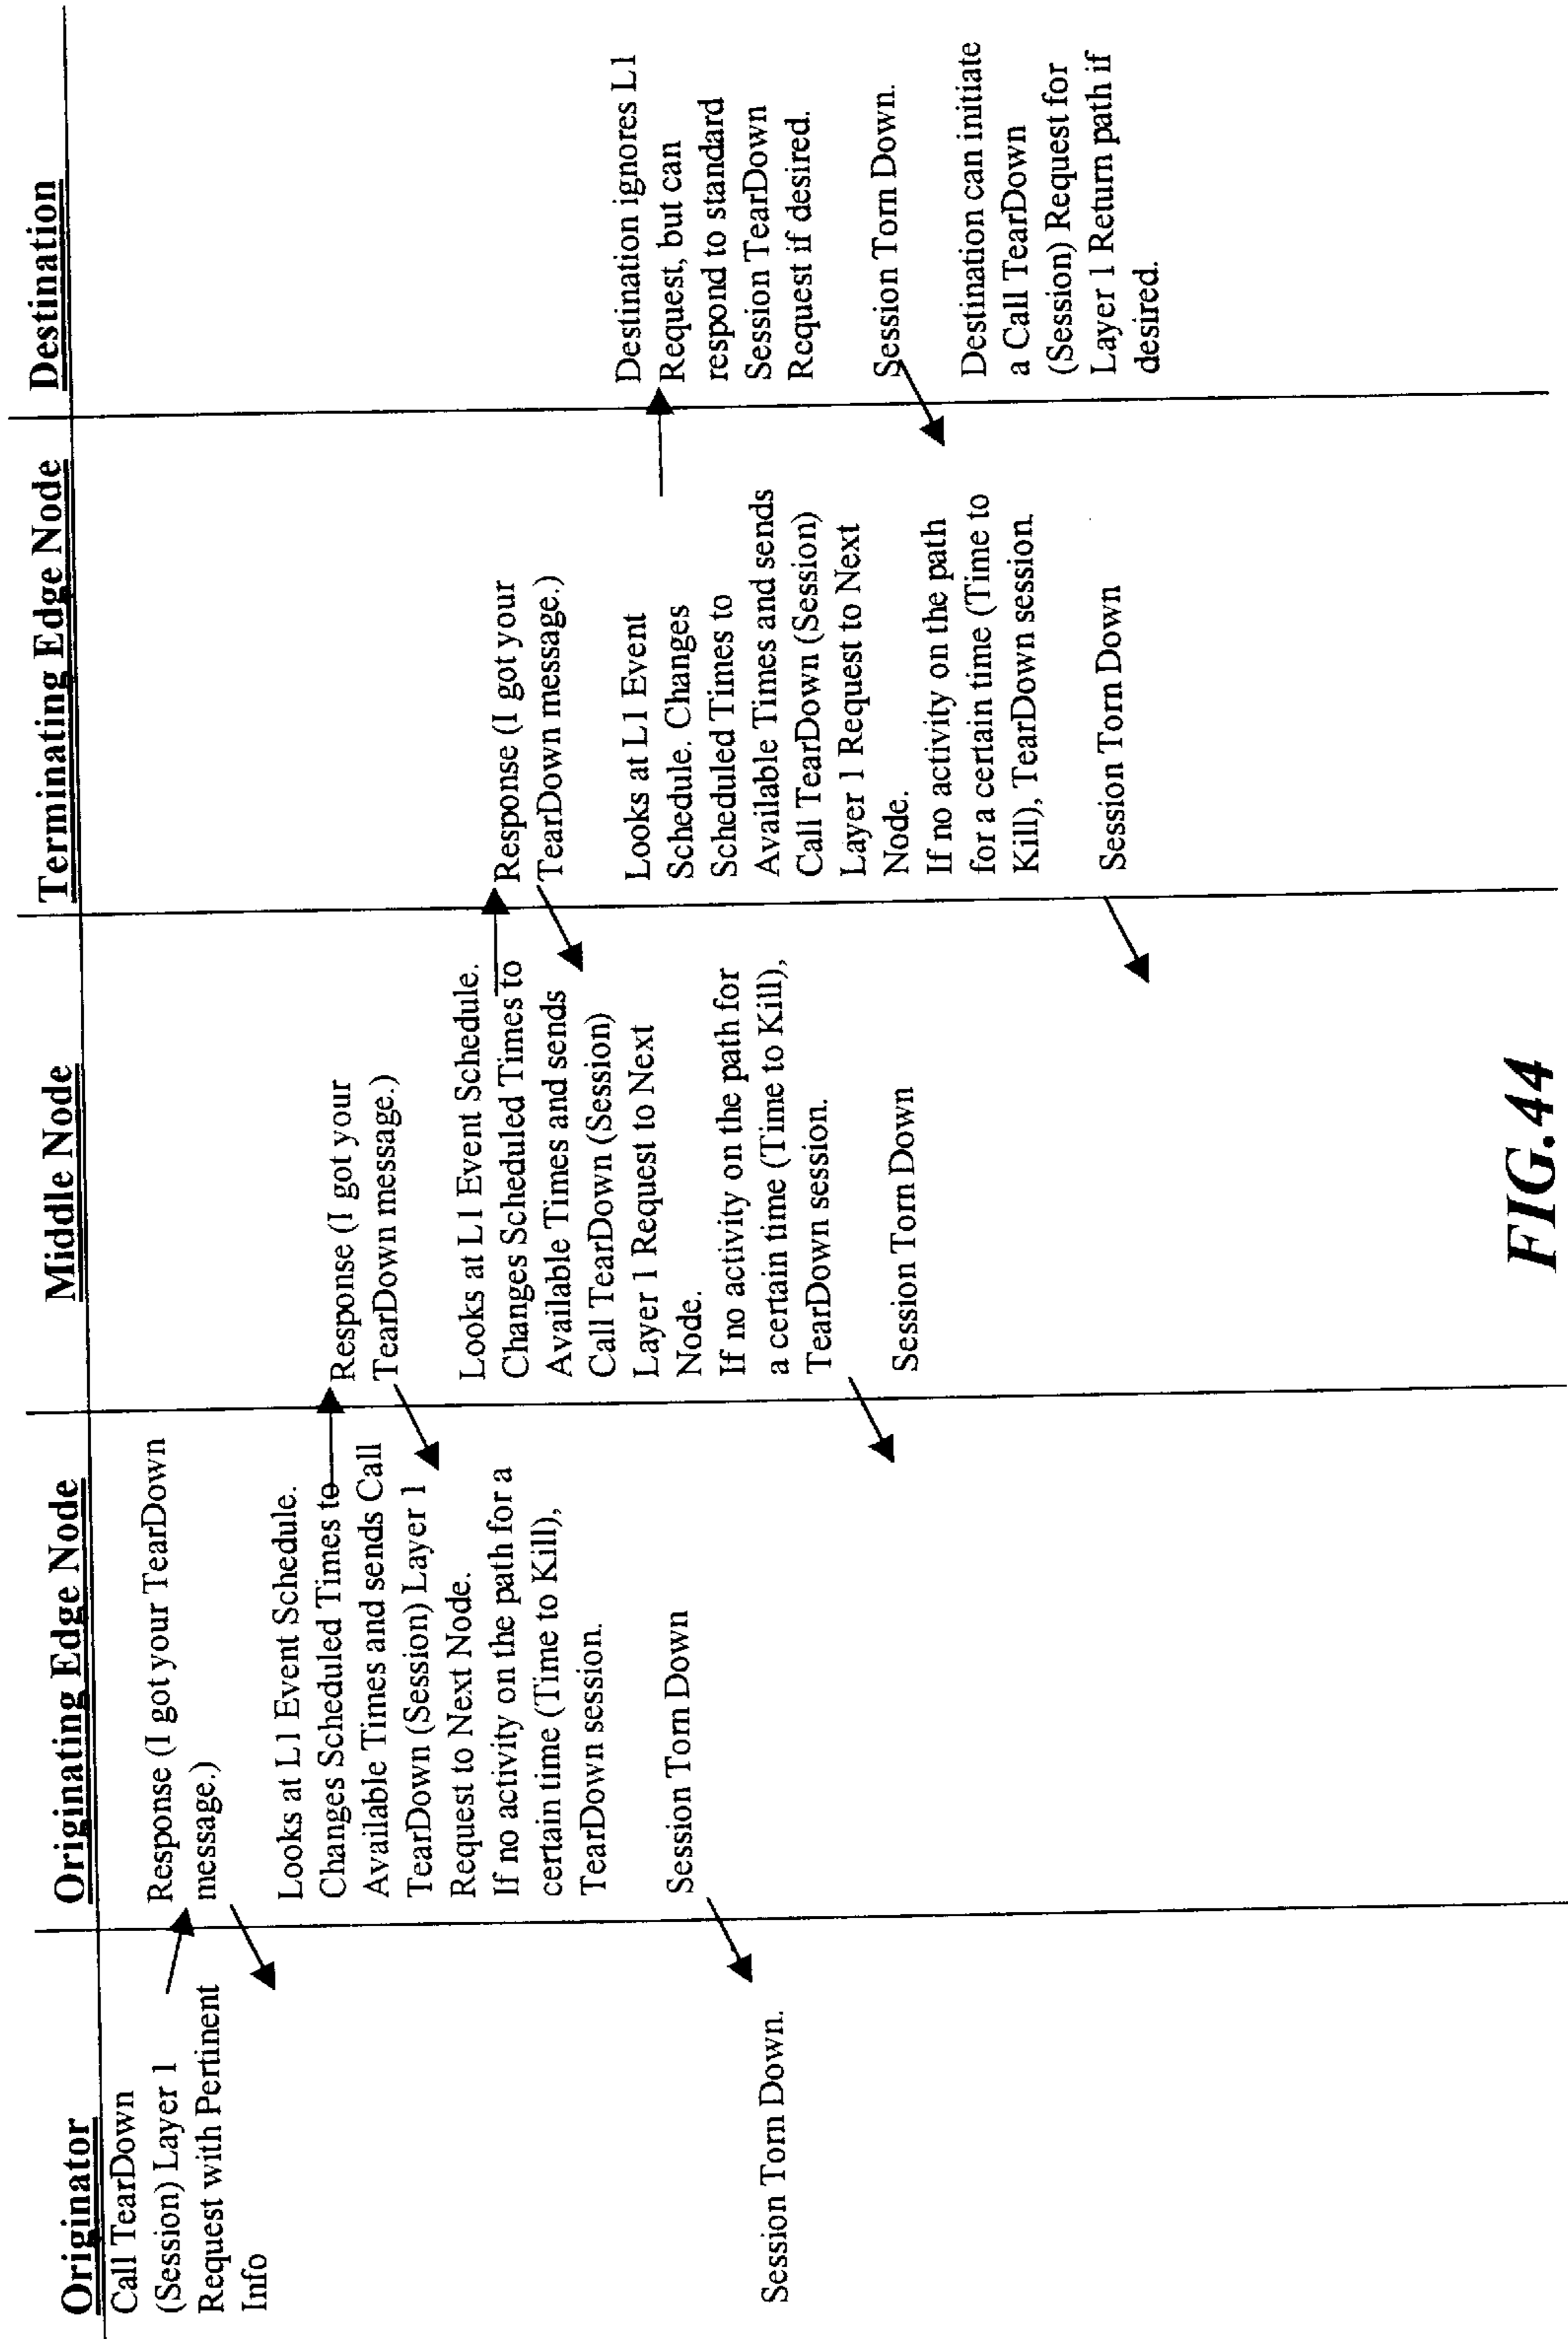 Originator
Call TearDown
(Session) Layer 1
Request with Pertinent
Info
Session Torn Down.
Originating Edge Node
Response (I got your TearDown
message.)
Looks at L1 Event Schedule.
Changes Scheduled Times to
Available Times and sends Call
TearDown (Session) Layer 1
Request to Next Node.
If no activity on the path for a
certain time (Time to Kill),
TearDown session.
Session Torn Down
Middle Node
Response (I got your
TearDown message.)
Looks at L1 Event Schedule.
Changes Scheduled Times to
Available Times and sends
Call TearDown (Session)
Layer 1 Request to Next
Node.
If no activity on the path for
a certain time (Time to Kill),
TearDown session.
Session Torn Down
Terminating Edge Node
Response (I got your
TearDown message.)
Looks at L1 Event
Schedule. Changes
Scheduled Times to
Available Times and sends
Call TearDown (Session)
Layer 1 Request to Next
Node.
If no activity on the path
for a certain time (Time to
Kill), TearDown session.
Session Torn Down
Destination
Destination ignores L1
Request, but can
respond to standard
Session TearDown
Request if desired.
Session Torn Down.
Destination can initiate
a Call TearDown
(Session) Request for
Layer 1 Return path if
desired.
FIG.44